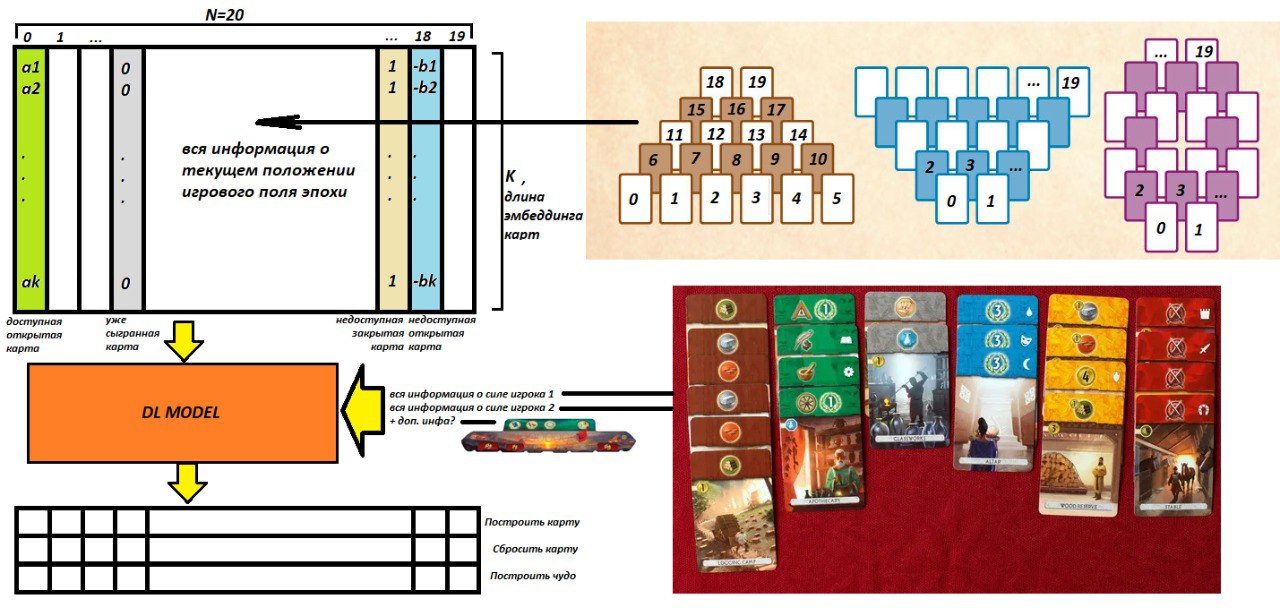 N=20
0 1 ... ... 18 19
a1 0 1 -b1
a2 0 1 -b2
. . . .
. . . .
. . . .
ak 0 1 -bk
вся информация о
текущем положении
игрового поля эпохи
K ,
длина
эмбеддинга
карт
доступная
открытая
карта
уже
сыгранная
карта
недоступная
закрытая
карта
недоступная
открытая
карта
18 19
15 16 17
11 12 13 14
6 7 8 9 10
0 1 2 3 4 5
... 19
2 3 ...
0 1
... 19
2 3 ...
0 1
DL MODEL
вся информация о силе игрока 1
вся информация о силе игрока 2
+ доп. инфа?
Построить карту
Сбросить карту
Построить чудо
1
1
3
3
3
4
1
LOGGING CAMP
APOTHECARY
GLASSWORKS
ALTAR
WOOD RESERVE
STABLE